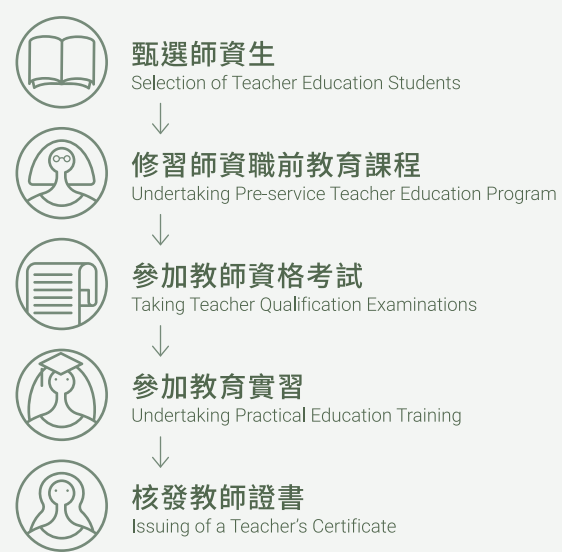 甄選師資生
Selection of Teacher Education Students
修習師資職前教育課程
Undertaking Pre-service Teacher Education Program
參加教師資格考試
Taking Teacher Qualification Examinations
參加教育實習
Undertaking Practical Education Training
核發教師證書
Issuing of a Teacher's Certificate